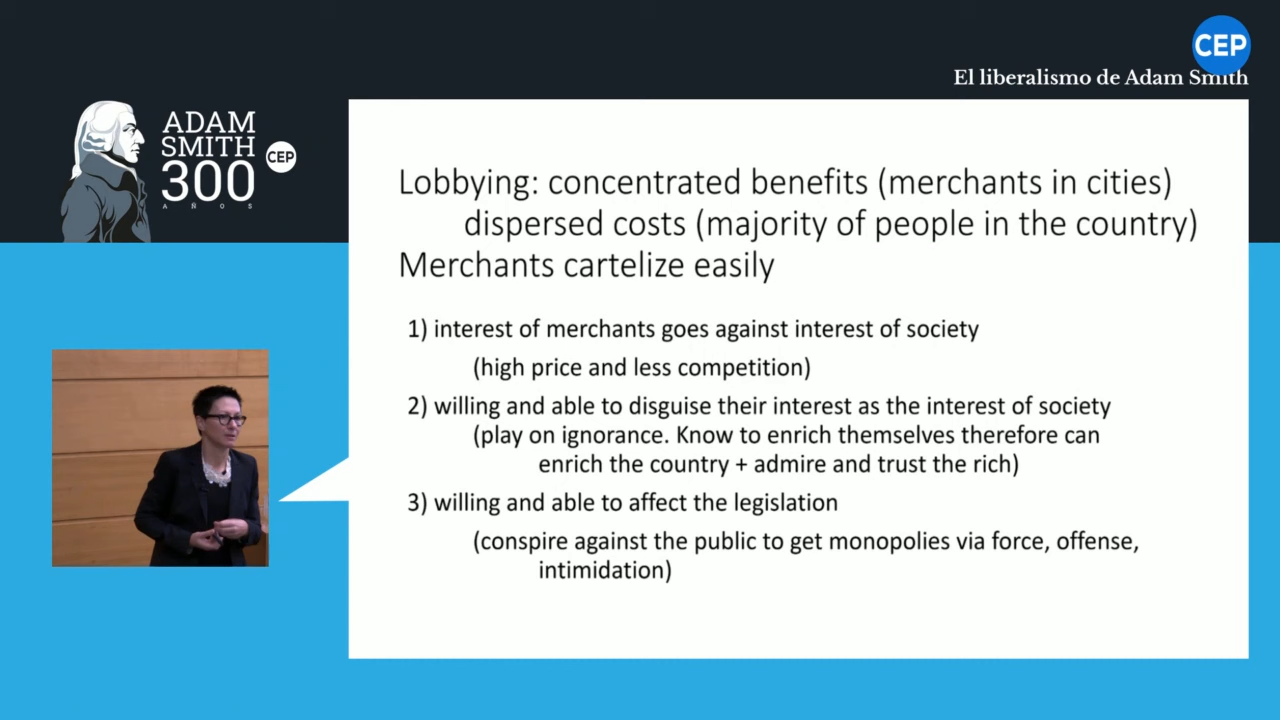 CEP
El liberalismo de Adam Smith
ADAM
SMITH
300
AÑOS
CEP
Lobbying: concentrated benefits (merchants in cities)
dispersed costs (majority of people in the country)
Merchants cartelize easily
1) interest of merchants goes against interest of society
(high price and less competition)
2) willing and able to disguise their interest as the interest of society
(play on ignorance. Know to enrich themselves therefore can
enrich the country + admire and trust the rich)
3) willing and able to affect the legislation
(conspire against the public to get monopolies via force, offense,
intimidation)